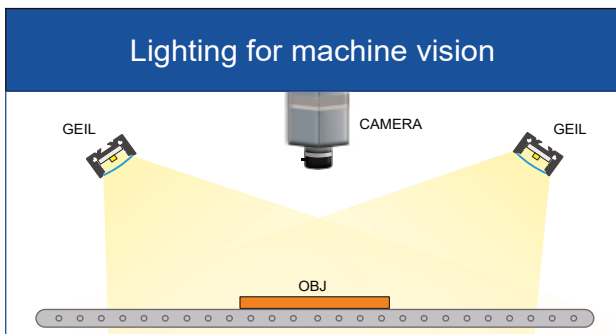 Lighting for machine vision
GEIL
CAMERA
GEIL
OBJ